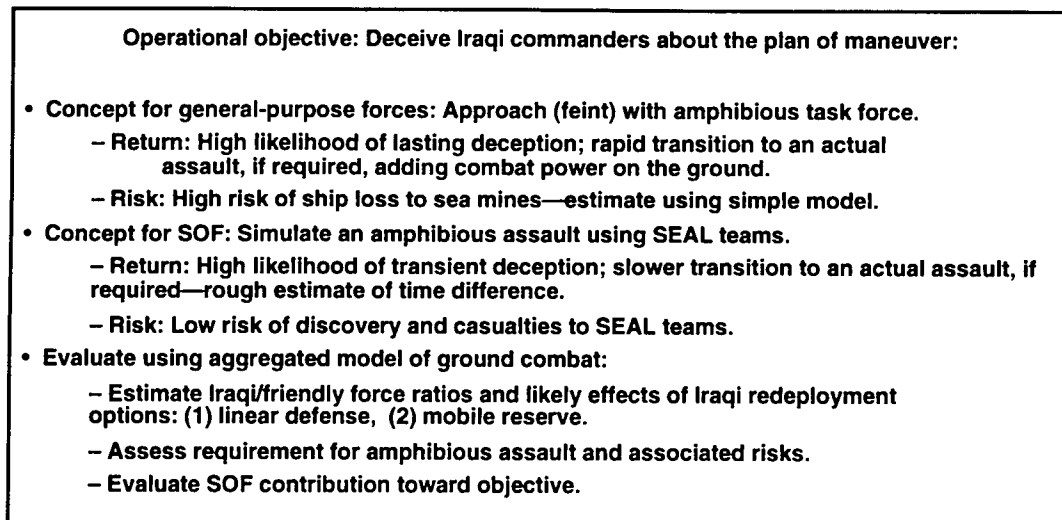 Operational objective: Deceive Iraqi commanders about the plan of maneuver:
• Concept for general-purpose forces: Approach (feint) with amphibious task force.
– Return: High likelihood of lasting deception; rapid transition to an actual
assault, if required, adding combat power on the ground.
– Risk: High risk of ship loss to sea mines—estimate using simple model.
• Concept for SOF: Simulate an amphibious assault using SEAL teams.
– Return: High likelihood of transient deception; slower transition to an actual assault, if
required—rough estimate of time difference.
– Risk: Low risk of discovery and casualties to SEAL teams.
• Evaluate using aggregated model of ground combat:
– Estimate Iraqi/friendly force ratios and likely effects of Iraqi redeployment
options: (1) linear defense, (2) mobile reserve.
– Assess requirement for amphibious assault and associated risks.
– Evaluate SOF contribution toward objective.